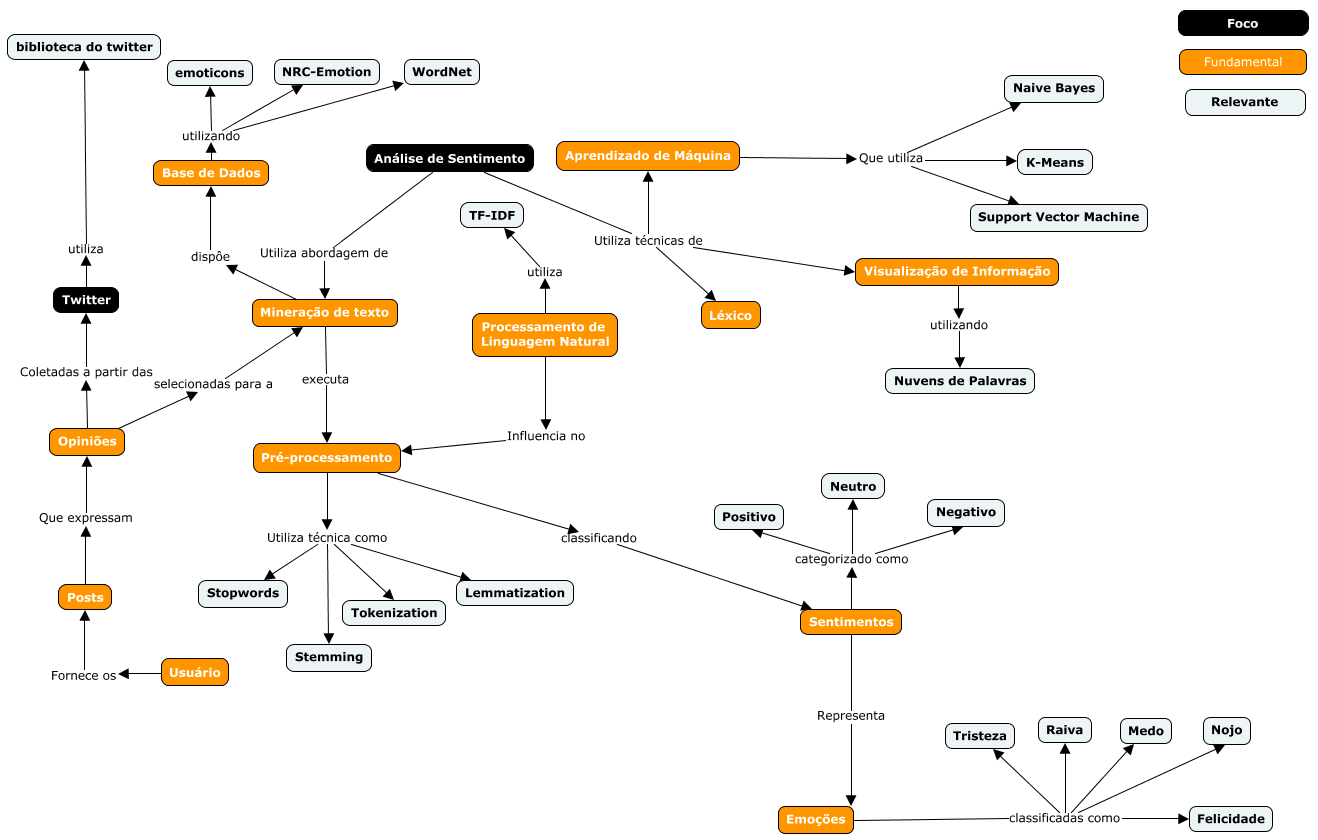 Foco
Fundamental
Relevante
biblioteca do twitter
emoticons
NRC-Emotion
WordNet
utilizando
Base de Dados
Análise de Sentimento
Aprendizado de Máquina
Que utiliza
Naive Bayes
K-Means
Support Vector Machine
TF-IDF
utiliza
dispõe
Utiliza abordagem de
Utiliza técnicas de
utiliza
Visualização de Informação
Twitter
Mineração de texto
Processamento de
Linguagem Natural
Léxico
utilizando
Coletadas a partir das
selecionadas para a
executa
Nuvens de Palavras
Opiniões
Influencia no
Pré-processamento
Que expressam
Utiliza técnica como
classificando
Positivo
Neutro
Negativo
categorizado como
Posts
Stopwords
Tokenization
Lemmatization
Stemming
Sentimentos
Fornece os
Usuário
Representa
Tristeza
Raiva
Medo
Nojo
Emoções
classificadas como
Felicidade